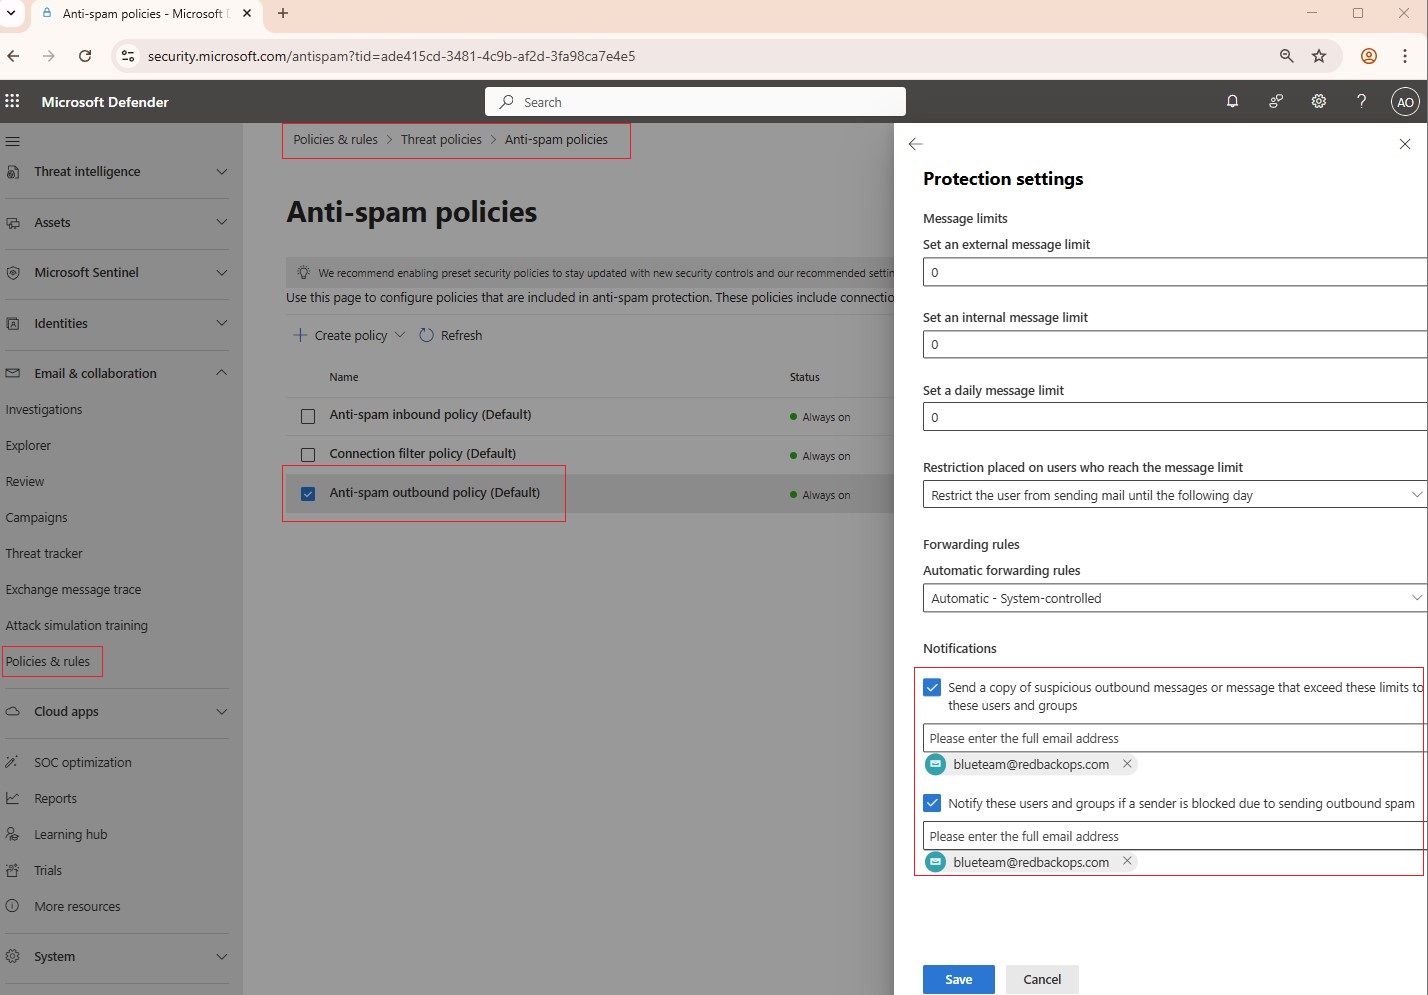 Anti-spam policies - Microsoft D
security.microsoft.com/antispam?tid=ade415cd-3481-4c9b-af2d-3fa98ca7e4e5
Microsoft Defender
Search
AO
Threat intelligence
Assets
Microsoft Sentinel
Identities
Email & collaboration
Investigations
Explorer
Review
Campaigns
Threat tracker
Exchange message trace
Attack simulation training
Policies & rules
Cloud apps
SOC optimization
Reports
Learning hub
Trials
More resources
System
Policies & rules > Threat policies > Anti-spam policies
Anti-spam policies
We recommend enabling preset security policies to stay updated with new security controls and our recommended settin
Use this page to configure policies that are included in anti-spam protection. These policies include connectio
Create policy Refresh
Name Status
Anti-spam inbound policy (Default) Always on
Connection filter policy (Default) Always on
Anti-spam outbound policy (Default) Always on
Protection settings
Message limits
Set an external message limit
0
Set an internal message limit
0
Set a daily message limit
0
Restriction placed on users who reach the message limit
Restrict the user from sending mail until the following day
Forwarding rules
Automatic forwarding rules
Automatic - System-controlled
Notifications
Send a copy of suspicious outbound messages or message that exceed these limits to
these users and groups
Please enter the full email address
blueteam@redbackops.com
Notify these users and groups if a sender is blocked due to sending outbound spam
Please enter the full email address
blueteam@redbackops.com
Save Cancel